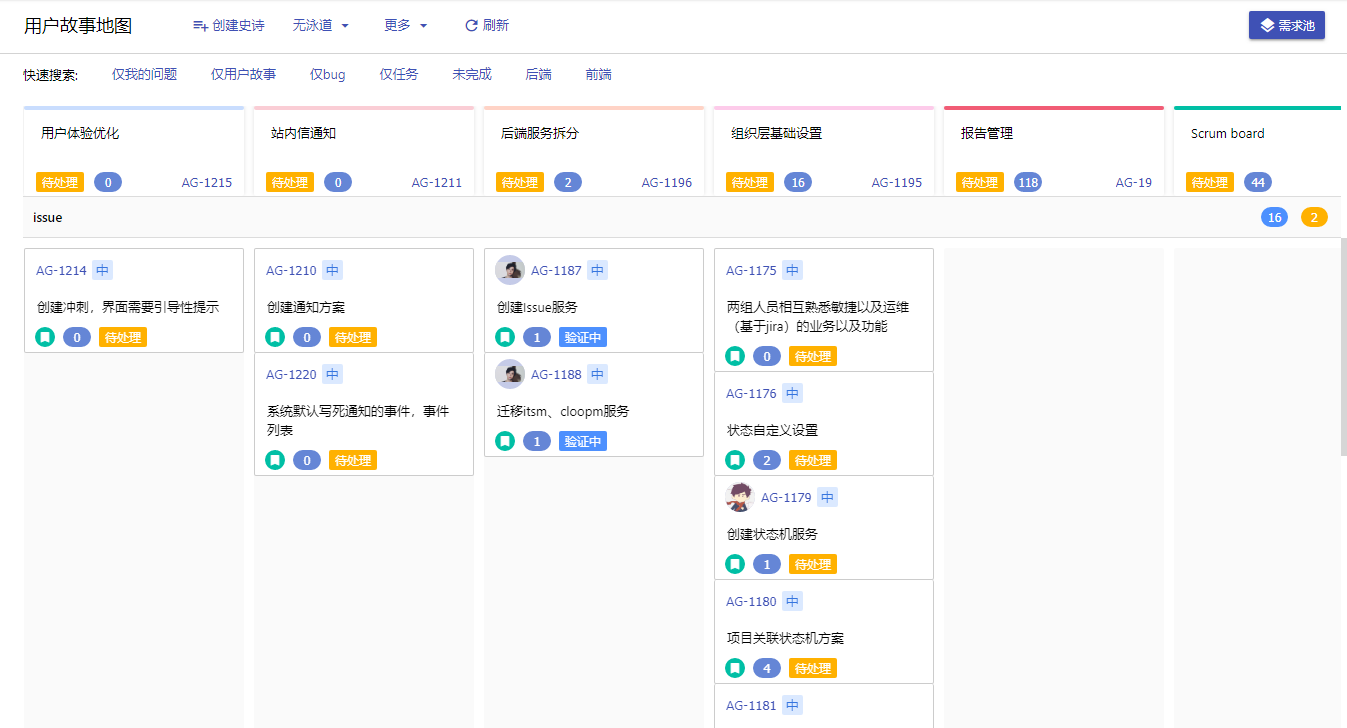 用户故事地图
创建史诗
无泳道
更多
刷新
需求池
快速搜索:
仅我的问题
仅用户故事
仅bug
仅任务
未完成
后端
前端
用户体验优化
待处理
0
AG-1215
站内信通知
待处理
0
AG-1211
后端服务拆分
待处理
2
AG-1196
组织层基础设置
待处理
16
AG-1195
报告管理
待处理
118
AG-19
Scrum board
待处理
44
issue
16
2
AG-1214
中
创建冲刺，界面需要引导性提示
0
待处理
AG-1210
中
创建通知方案
0
待处理
AG-1220
中
系统默认写死通知的事件，事件
列表
0
待处理
AG-1187
中
创建Issue服务
1
验证中
AG-1188
中
迁移itsm、cloopm服务
1
验证中
AG-1175
中
两组人员相互熟悉敏捷以及运维
（基于jira）的业务以及功能
0
待处理
AG-1176
中
状态自定义设置
2
待处理
AG-1179
中
创建状态机服务
1
待处理
AG-1180
中
项目关联状态机方案
4
待处理
AG-1181
中